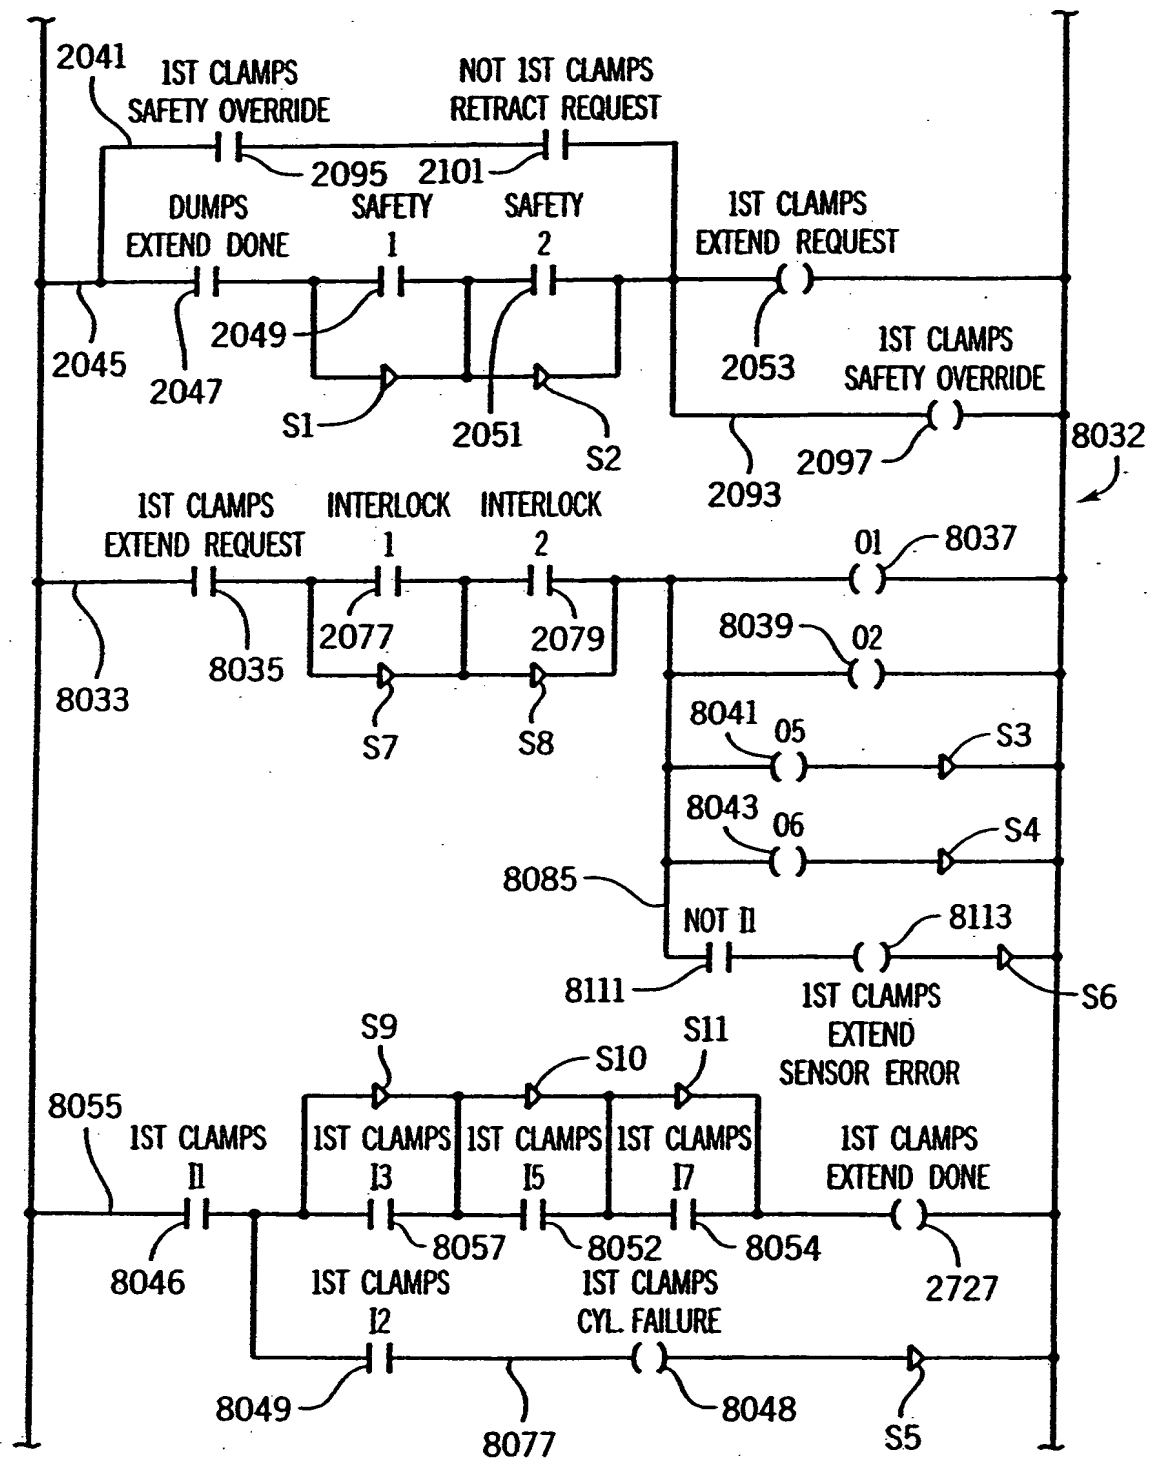 2041
1ST CLAMPS
SAFETY OVERRIDE
NOT 1ST CLAMPS
RETRACT REQUEST
2095
2101
DUMPS
EXTEND DONE
SAFETY
1
SAFETY
2
1ST CLAMPS
EXTEND REQUEST
2045
2047
2049
S1
2051
S2
2053
1ST CLAMPS
SAFETY OVERRIDE
2097
2093
8032
1ST CLAMPS
EXTEND REQUEST
INTERLOCK
1
INTERLOCK
2
O1
8037
8033
8035
2077
2079
8039
O2
S7
S8
8041
O5
S3
8043
O6
S4
8085
NOT I1
8113
8111
S6
1ST CLAMPS
EXTEND
SENSOR ERROR
S9
S10
S11
8055
1ST CLAMPS
I1
1ST CLAMPS
I3
1ST CLAMPS
I5
1ST CLAMPS
I7
1ST CLAMPS
EXTEND DONE
8046
8057
8052
8054
2727
1ST CLAMPS
I2
1ST CLAMPS
CYL. FAILURE
8049
8077
8048
S5